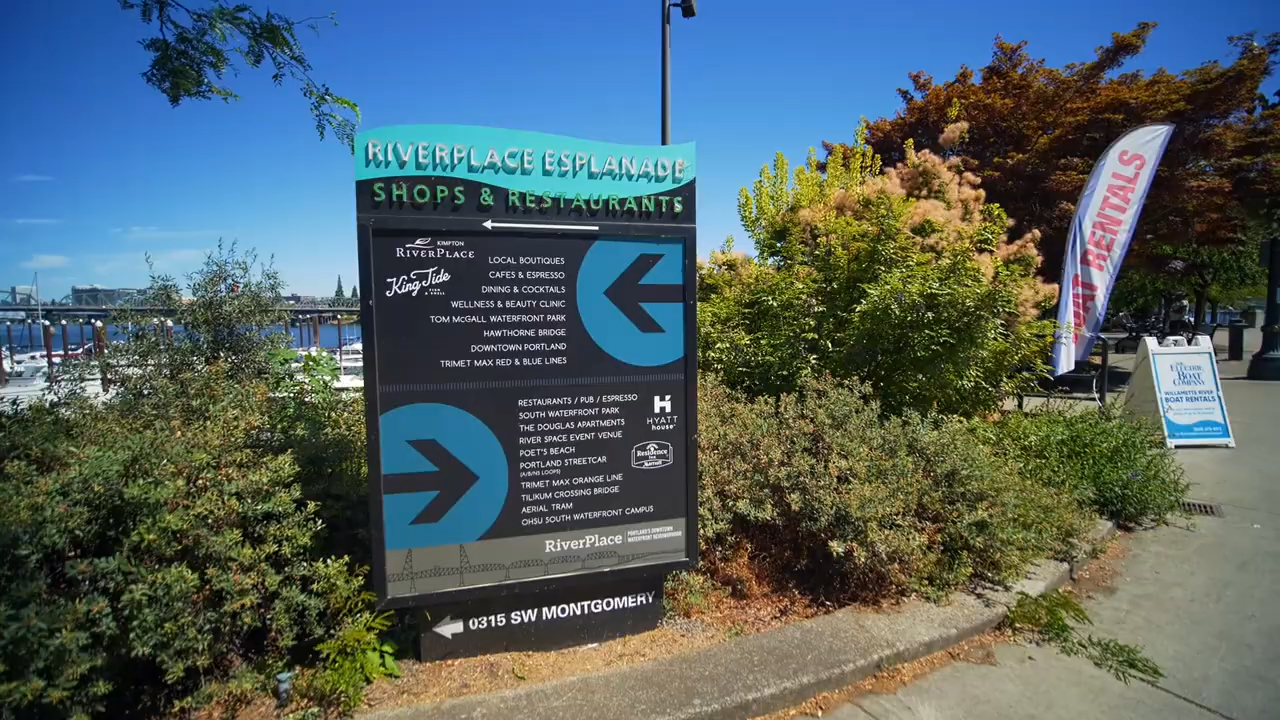 RIVERPLACE ESPLANADE
SHOPS & RESTAURANTS
KIMPTON
RIVERPLACE
King Tide
FISH & SHELL
LOCAL BOUTIQUES
CAFES & ESPRESSO
DINING & COCKTAILS
WELLNESS & BEAUTY CLINIC
TOM McCALL WATERFRONT PARK
HAWTHORNE BRIDGE
DOWNTOWN PORTLAND
TRIMET MAX RED & BLUE LINES
RESTAURANTS / PUB / ESPRESSO
SOUTH WATERFRONT PARK
THE DOUGLAS APARTMENTS
RIVER SPACE EVENT VENUE
POET'S BEACH
PORTLAND STREETCAR
(A/B/NS LOOPS)
TRIMET MAX ORANGE LINE
TILIKUM CROSSING BRIDGE
AERIAL TRAM
OHSU SOUTH WATERFRONT CAMPUS
H
HYATT
house
Residence
Inn
Marriott
RiverPlace
PORTLAND'S DOWNTOWN
WATERFRONT NEIGHBORHOOD
0315 SW MONTGOMERY
AT RENTALS
THE ELECTRIC
BOAT
COMPANY
WILLAMETTE RIVER
BOAT RENTALS